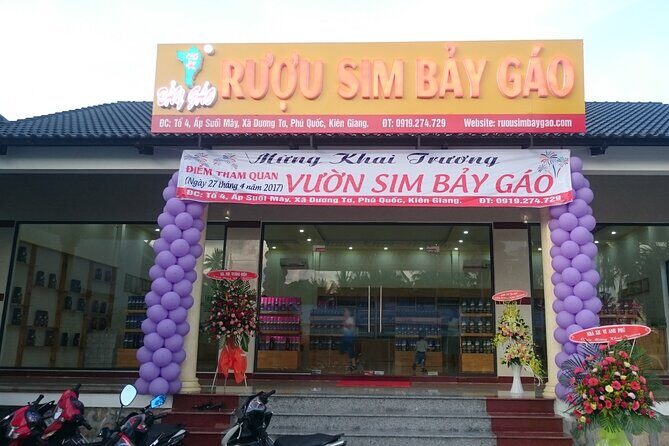 BẢY GÁO
RƯỢU SIM BẢY GÁO
ĐC: Tổ 4, Ấp Suối Mây, Xã Dương Tơ, Phú Quốc, Kiên Giang. ĐT: 0919.274.729 Website: ruousimbaygao.com
Mừng Khai Trương
ĐIỂM THAM QUAN
(Ngày 27 tháng 4 năm 2017)
VƯỜN SIM BẢY GÁO
ĐC: Tổ 4, Ấp Suối Mây, Xã Dương Tơ, Phú Quốc, Kiên Giang. ĐT: 0919.274.729